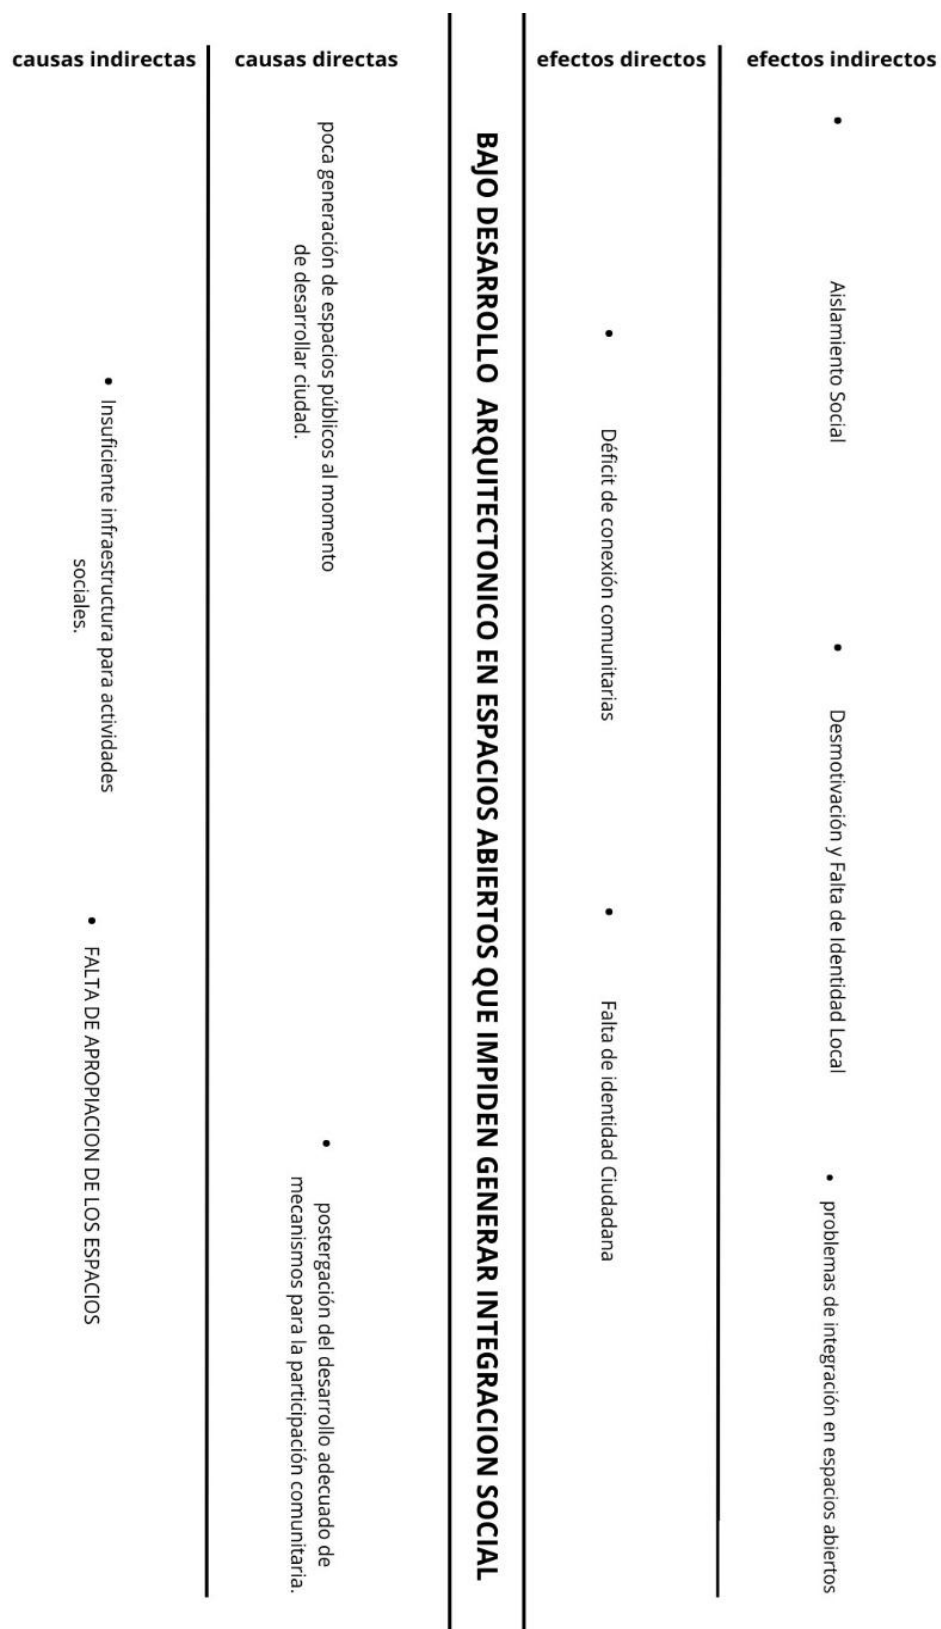 causas indirectas
causas directas
efectos directos
efectos indirectos
• Insuficiente infraestructura para actividades
sociales.
• FALTA DE APROPIACION DE LOS ESPACIOS
poca generación de espacios públicos al momento
de desarrollar ciudad.
• postergación del desarrollo adecuado de
mecanismos para la participación comunitaria.
BAJO DESARROLLO ARQUITECTONICO EN ESPACIOS ABIERTOS QUE IMPIDEN GENERAR INTEGRACION SOCIAL
• Déficit de conexión comunitarias
• Falta de identidad Ciudadana
• Aislamiento Social
• Desmotivación y Falta de Identidad Local
• problemas de integración en espacios abiertos